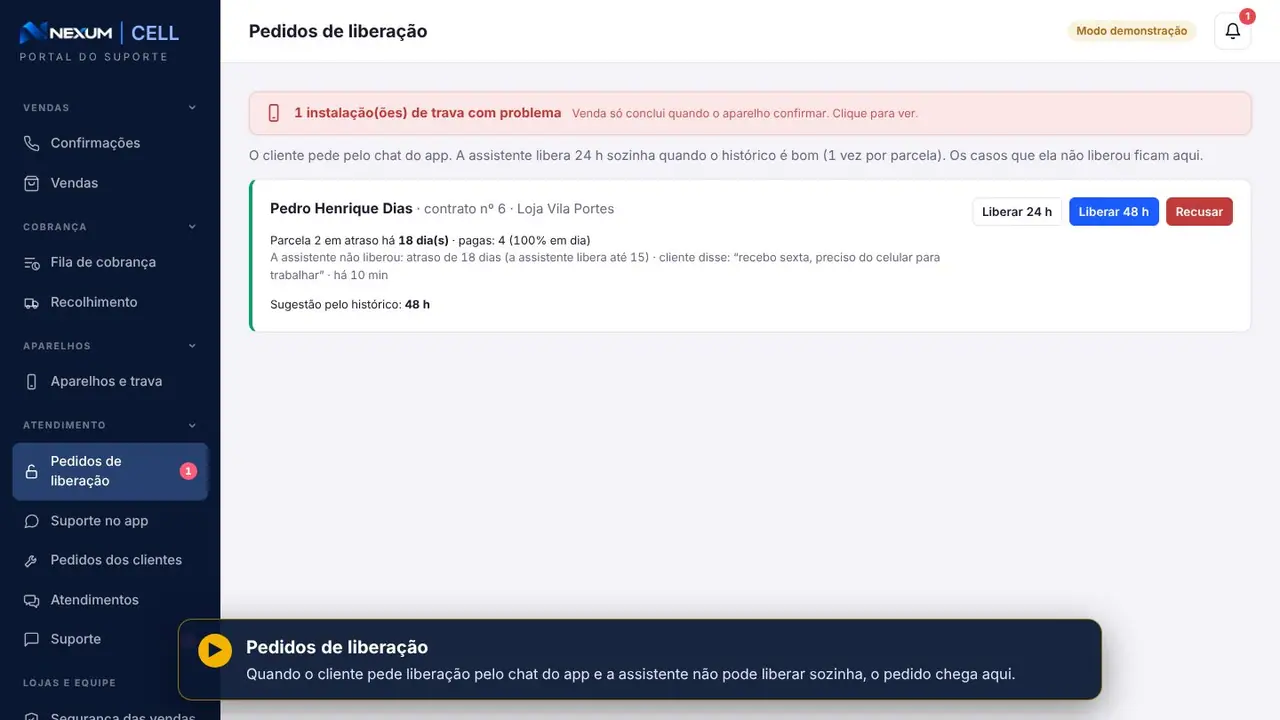 NEXUM | CELL
PORTAL DO SUPORTE
VENDAS
Confirmações
Vendas
COBRANÇA
Fila de cobrança
Recolhimento
APARELHOS
Aparelhos e trava
ATENDIMENTO
Pedidos de
liberação
1
Suporte no app
Pedidos dos clientes
Atendimentos
Suporte
LOJAS E EQUIPE
Segurança das vendas
Pedidos de liberação
Modo demonstração
1
1 instalação(ões) de trava com problema Venda só conclui quando o aparelho confirmar. Clique para ver.
O cliente pede pelo chat do app. A assistente libera 24 h sozinha quando o histórico é bom (1 vez por parcela). Os casos que ela não liberou ficam aqui.
Pedro Henrique Dias · contrato nº 6 · Loja Vila Portes
Liberar 24 h
Liberar 48 h
Recusar
Parcela 2 em atraso há 18 dia(s) · pagas: 4 (100% em dia)
A assistente não liberou: atraso de 18 dias (a assistente libera até 15) · cliente disse: “recebo sexta, preciso do celular para
trabalhar” · há 10 min
Sugestão pelo histórico: 48 h
Pedidos de liberação
Quando o cliente pede liberação pelo chat do app e a assistente não pode liberar sozinha, o pedido chega aqui.